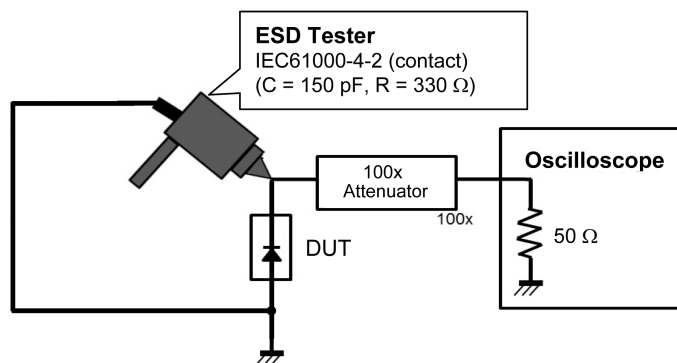 ESD Tester
IEC61000-4-2 (contact)
(C = 150 pF, R = 330 Ω)
Oscilloscope
100x
Attenuator
100x
50 Ω
DUT